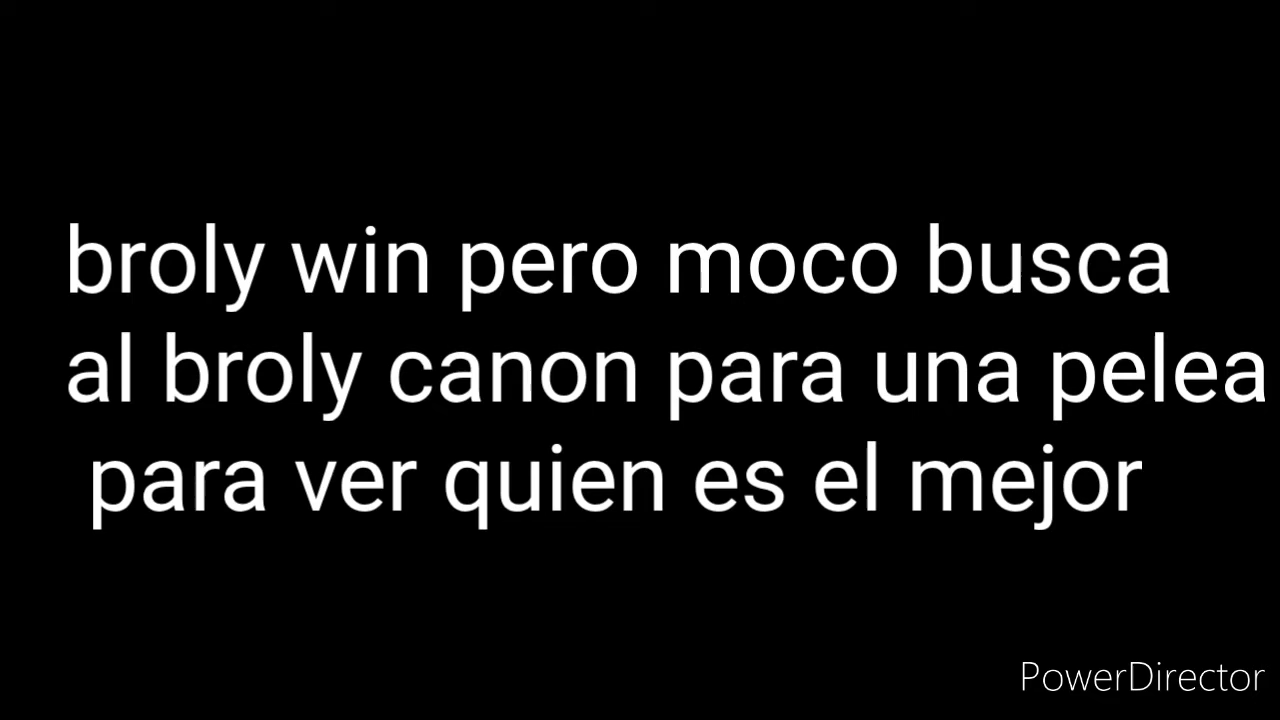 broly win pero moco busca
al broly canon para una pelea
para ver quien es el mejor
PowerDirector